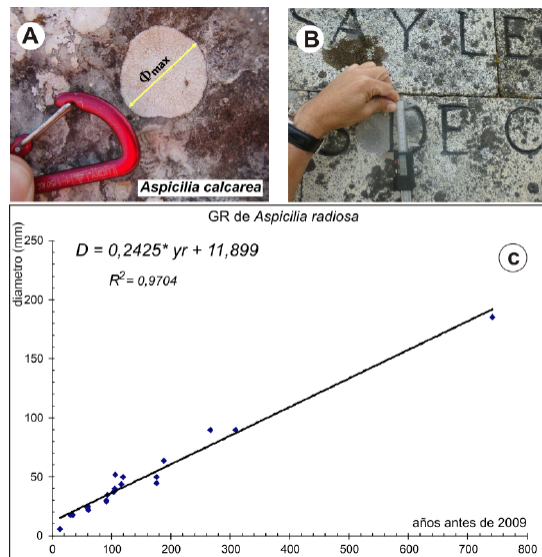 A
Φmax
Aspicilia calcarea
B
SAYLE
S DE O
GR de Aspicilia radiosa
diametro (mm)
D = 0,2425* yr + 11,899
R2= 0,9704
C
250
200
150
100
50
0
0 100 200 300 400 500 600 700 800
años antes de 2009